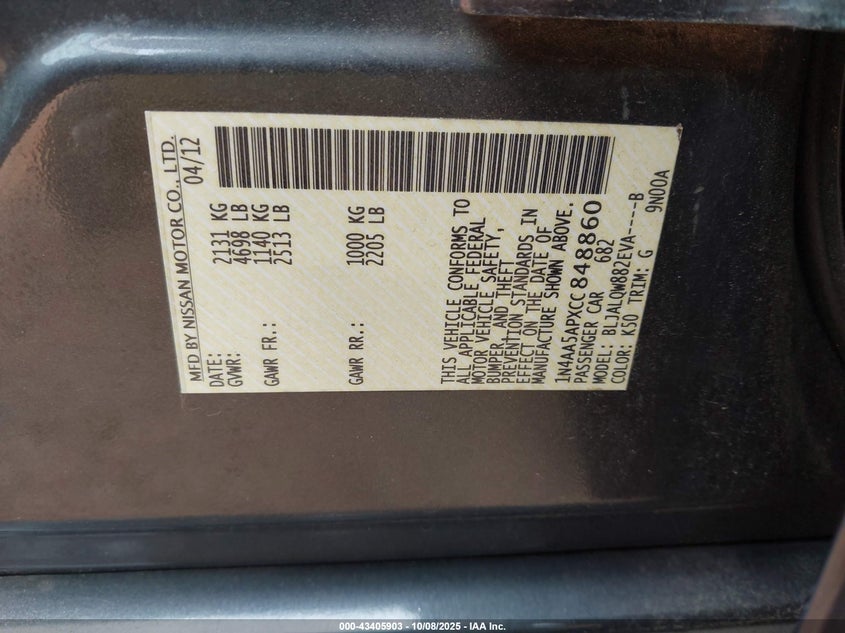 MFD BY NISSAN MOTOR CO., LTD.
DATE: 04/12
GVWR: 2131 KG
4698 LB
GAWR FR.: 1140 KG
2513 LB
GAWR RR.: 1000 KG
2205 LB
THIS VEHICLE CONFORMS TO
ALL APPLICABLE FEDERAL
MOTOR VEHICLE SAFETY,
BUMPER, AND THEFT
PREVENTION STANDARDS IN
EFFECT ON THE DATE OF
MANUFACTURE SHOWN ABOVE.
1N4AA5APXCC848860
PASSENGER CAR 682
MODEL: BLJALQW882EVA----B
COLOR: K50 TRIM: G 9N00A
000-43405903 - 10/08/2025 - IAA Inc.